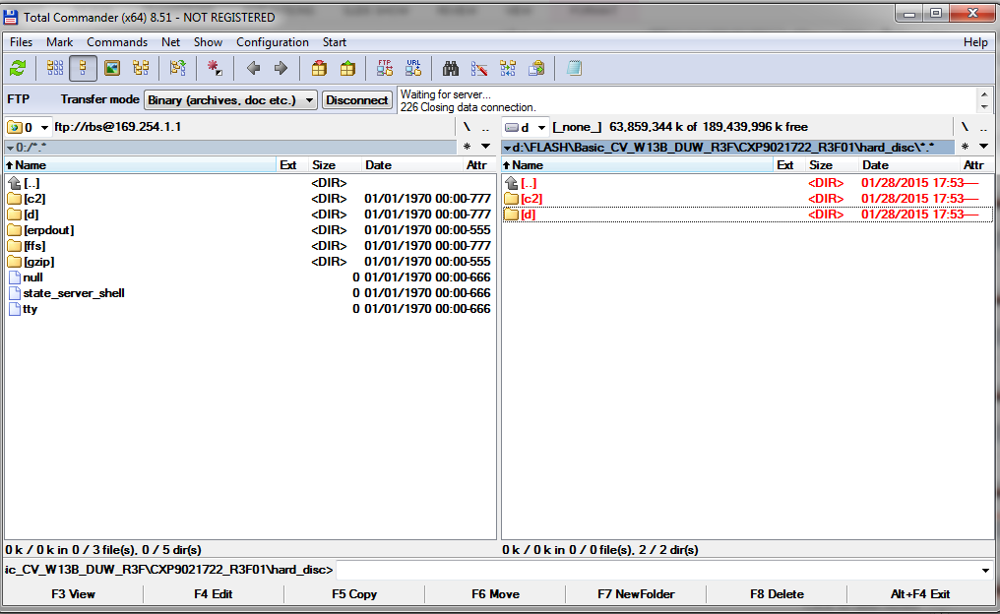 Total Commander (x64) 8.51 - NOT REGISTERED
Files Mark Commands Net Show Configuration Start Help
FTP URL
FTP Transfer mode Binary (archives, doc etc.) Disconnect
Waiting for server...
226 Closing data connection.
0 ftp://rbs@169.254.1.1 \ ..
0:/*.* * 
Name Ext Size Date Attr
[..] <DIR>
[c2] <DIR> 01/01/1970 00:00-777
[d] <DIR> 01/01/1970 00:00-777
[erpdout] <DIR> 01/01/1970 00:00-555
[ffs] <DIR> 01/01/1970 00:00-777
[gzip] <DIR> 01/01/1970 00:00-555
null 0 01/01/1970 00:00-666
state_server_shell 0 01/01/1970 00:00-666
tty 0 01/01/1970 00:00-666
0 k / 0 k in 0 / 3 file(s), 0 / 5 dir(s)
d [_none_] 63,859,344 k of 189,439,996 k free \ ..
d:\FLASH\Basic_CV_W13B_DUW_R3F\CXP9021722_R3F01\hard_disc\*.* *
Name Ext Size Date Attr
[..] <DIR> 01/28/2015 17:53----
[c2] <DIR> 01/28/2015 17:53----
[d] <DIR> 01/28/2015 17:53----
0 k / 0 k in 0 / 0 file(s), 2 / 2 dir(s)
ic_CV_W13B_DUW_R3F\CXP9021722_R3F01\hard_disc>
F3 View F4 Edit F5 Copy F6 Move F7 NewFolder F8 Delete Alt+F4 Exit